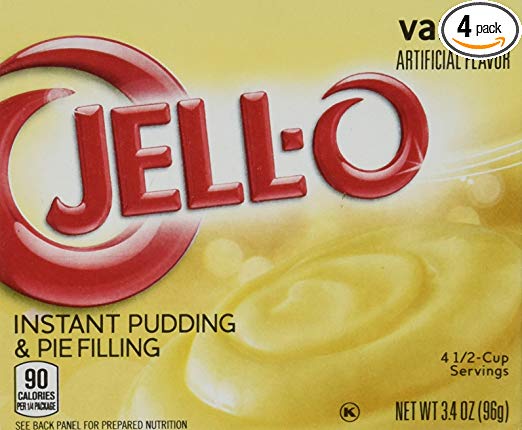 va
4 pack
ARTIFICIAL FLAVOR
JELL-O
INSTANT PUDDING
& PIE FILLING
90
CALORIES
PER 1/4 PACKAGE
SEE BACK PANEL FOR PREPARED NUTRITION
4 1/2-Cup
Servings
K
NET WT 3.4 OZ (96g)